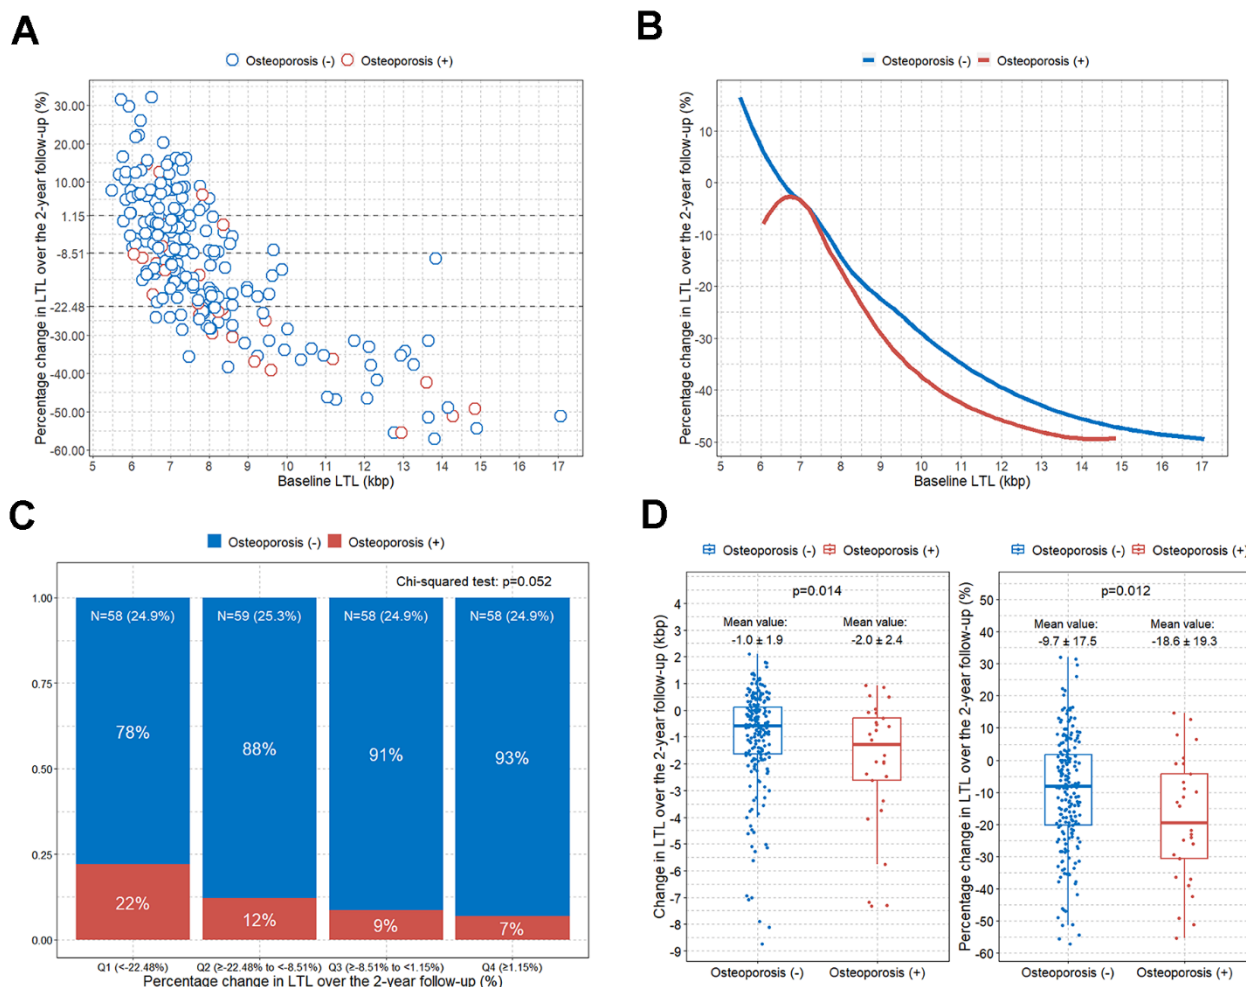 A
Osteoporosis (-) Osteoporosis (+)
Percentage change in LTL over the 2-year follow-up (%)
30.00
20.00
10.00
1.15
-8.51
-22.48
-30.00
-40.00
-50.00
-60.00
5 6 7 8 9 10 11 12 13 14 15 16 17
Baseline LTL (kbp)
B
Osteoporosis (-) Osteoporosis (+)
Percentage change in LTL over the 2-year follow-up (%)
10
0
-10
-20
-30
-40
-50
5 6 7 8 9 10 11 12 13 14 15 16 17
Baseline LTL (kbp)
C
Osteoporosis (-) Osteoporosis (+)
Chi-squared test: p=0.052
1.00
0.75
0.50
0.25
0.00
N=58 (24.9%) N=59 (25.3%) N=58 (24.9%) N=58 (24.9%)
78% 88% 91% 93%
22% 12% 9% 7%
Q1 (<-22.48%) Q2 (≥-22.48% to <-8.51%) Q3 (≥-8.51% to <1.15%) Q4 (≥1.15%)
Percentage change in LTL over the 2-year follow-up (%)
D
Osteoporosis (-) Osteoporosis (+)
Change in LTL over the 2-year follow-up (kbp)
p=0.014
Mean value: Mean value:
-1.0 ± 1.9 -2.0 ± 2.4
4
3
2
1
0
-1
-2
-3
-4
-5
-6
-7
-8
-9
Osteoporosis (-) Osteoporosis (+)
Osteoporosis (-) Osteoporosis (+)
Percentage change in LTL over the 2-year follow-up (%)
p=0.012
Mean value: Mean value:
-9.7 ± 17.5 -18.6 ± 19.3
50
40
30
20
10
0
-10
-20
-30
-40
-50
-60
Osteoporosis (-) Osteoporosis (+)